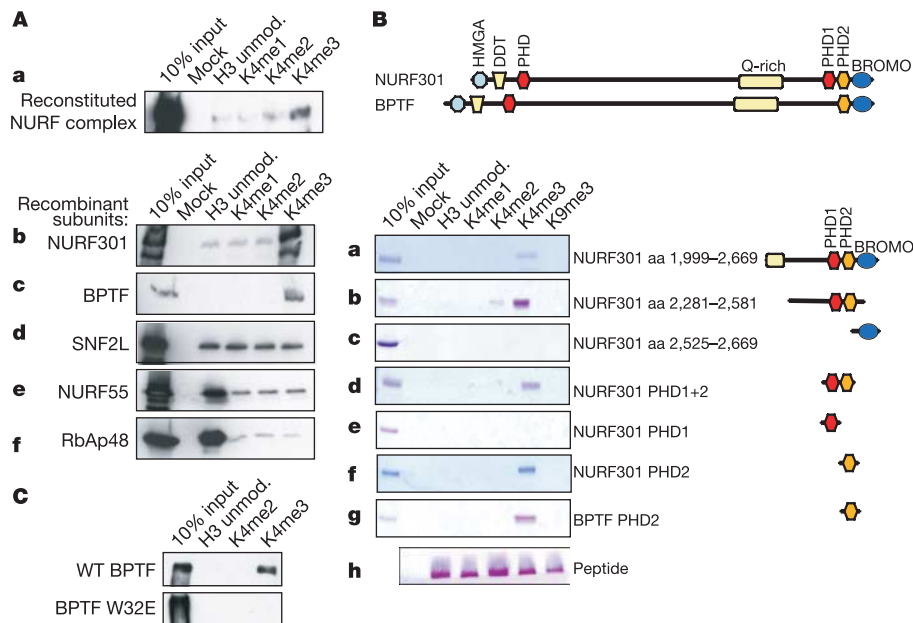 A
a
10% input
Mock
H3 unmod.
K4me1
K4me2
K4me3
Reconstituted
NURF complex
Recombinant
subunits:
10% input
Mock
H3 unmod.
K4me1
K4me2
K4me3
b
NURF301
c
BPTF
d
SNF2L
e
NURF55
f
RbAp48
C
10% input
H3 unmod.
K4me2
K4me3
WT BPTF
BPTF W32E
B
HMGA
DDT
PHD
Q-rich
PHD1
PHD2
BROMO
NURF301
BPTF
10% input
Mock
H3 unmod.
K4me1
K4me2
K4me3
K9me3
PHD1
PHD2
BROMO
a
NURF301 aa 1,999–2,669
b
NURF301 aa 2,281–2,581
c
NURF301 aa 2,525–2,669
d
NURF301 PHD1+2
e
NURF301 PHD1
f
NURF301 PHD2
g
BPTF PHD2
h
Peptide